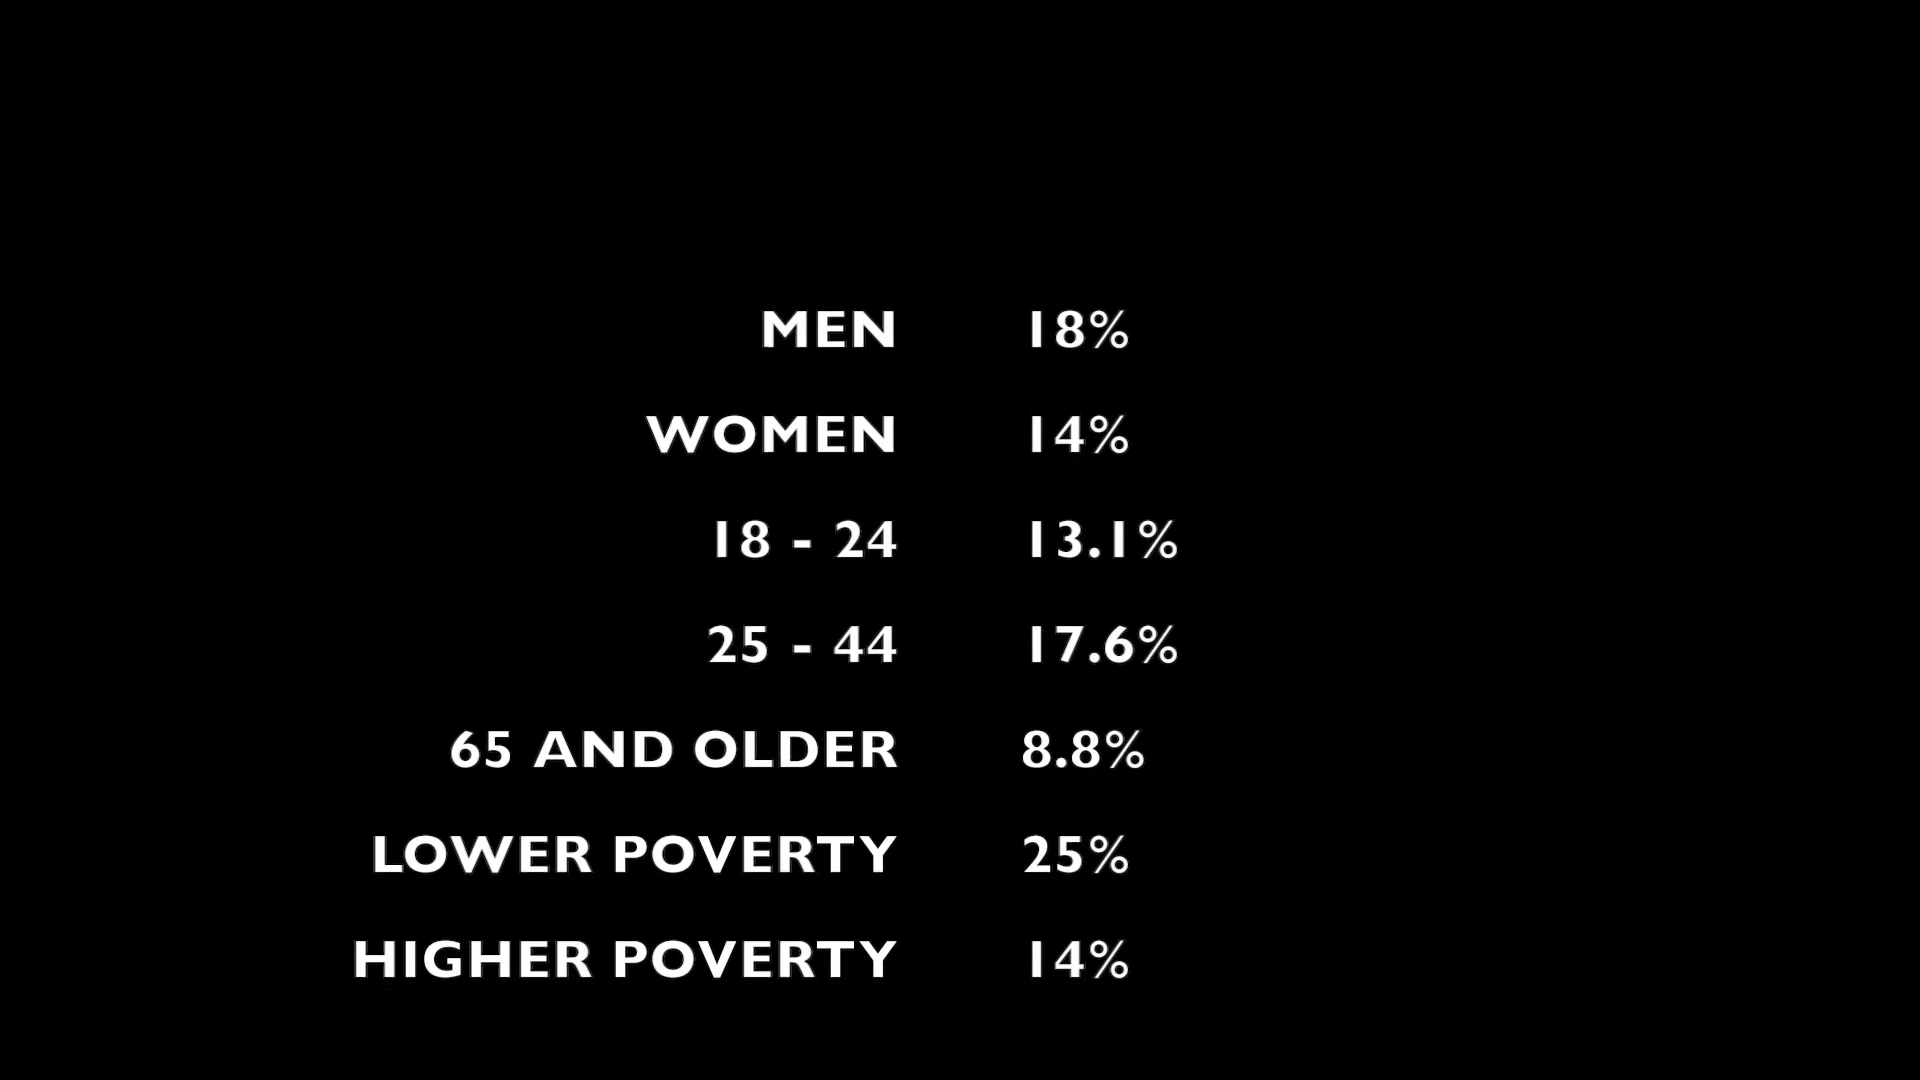 MEN 18%
WOMEN 14%
18 - 24 13.1%
25 - 44 17.6%
65 AND OLDER 8.8%
LOWER POVERTY 25%
HIGHER POVERTY 14%